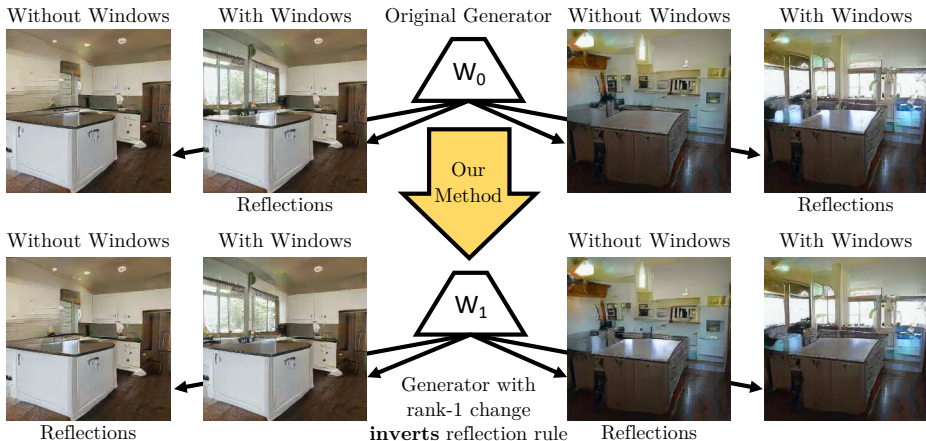 Without Windows
With Windows
Original Generator
Without Windows
With Windows
W0
Our
Method
Reflections
Reflections
Without Windows
With Windows
Without Windows
With Windows
W1
Generator with
rank-1 change
inverts reflection rule
Reflections
Reflections